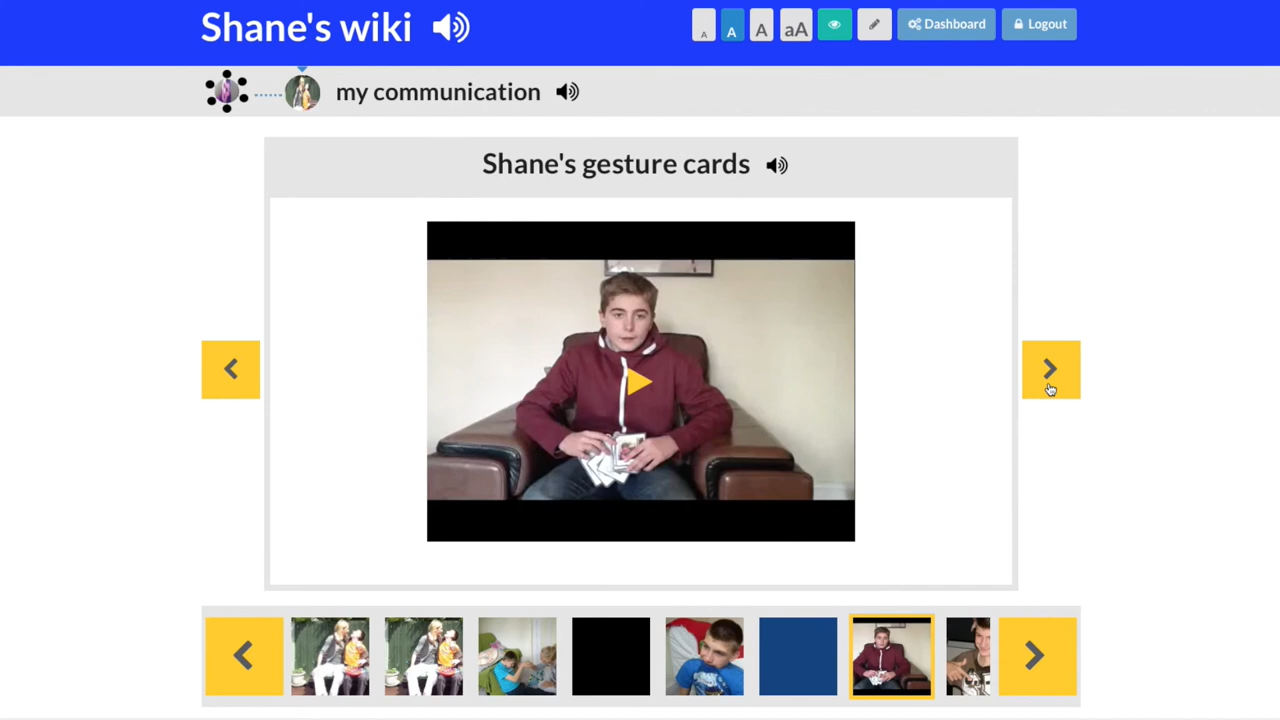 Shane's wiki
A
A
A
aA
Dashboard
Logout
my communication
Shane's gesture cards